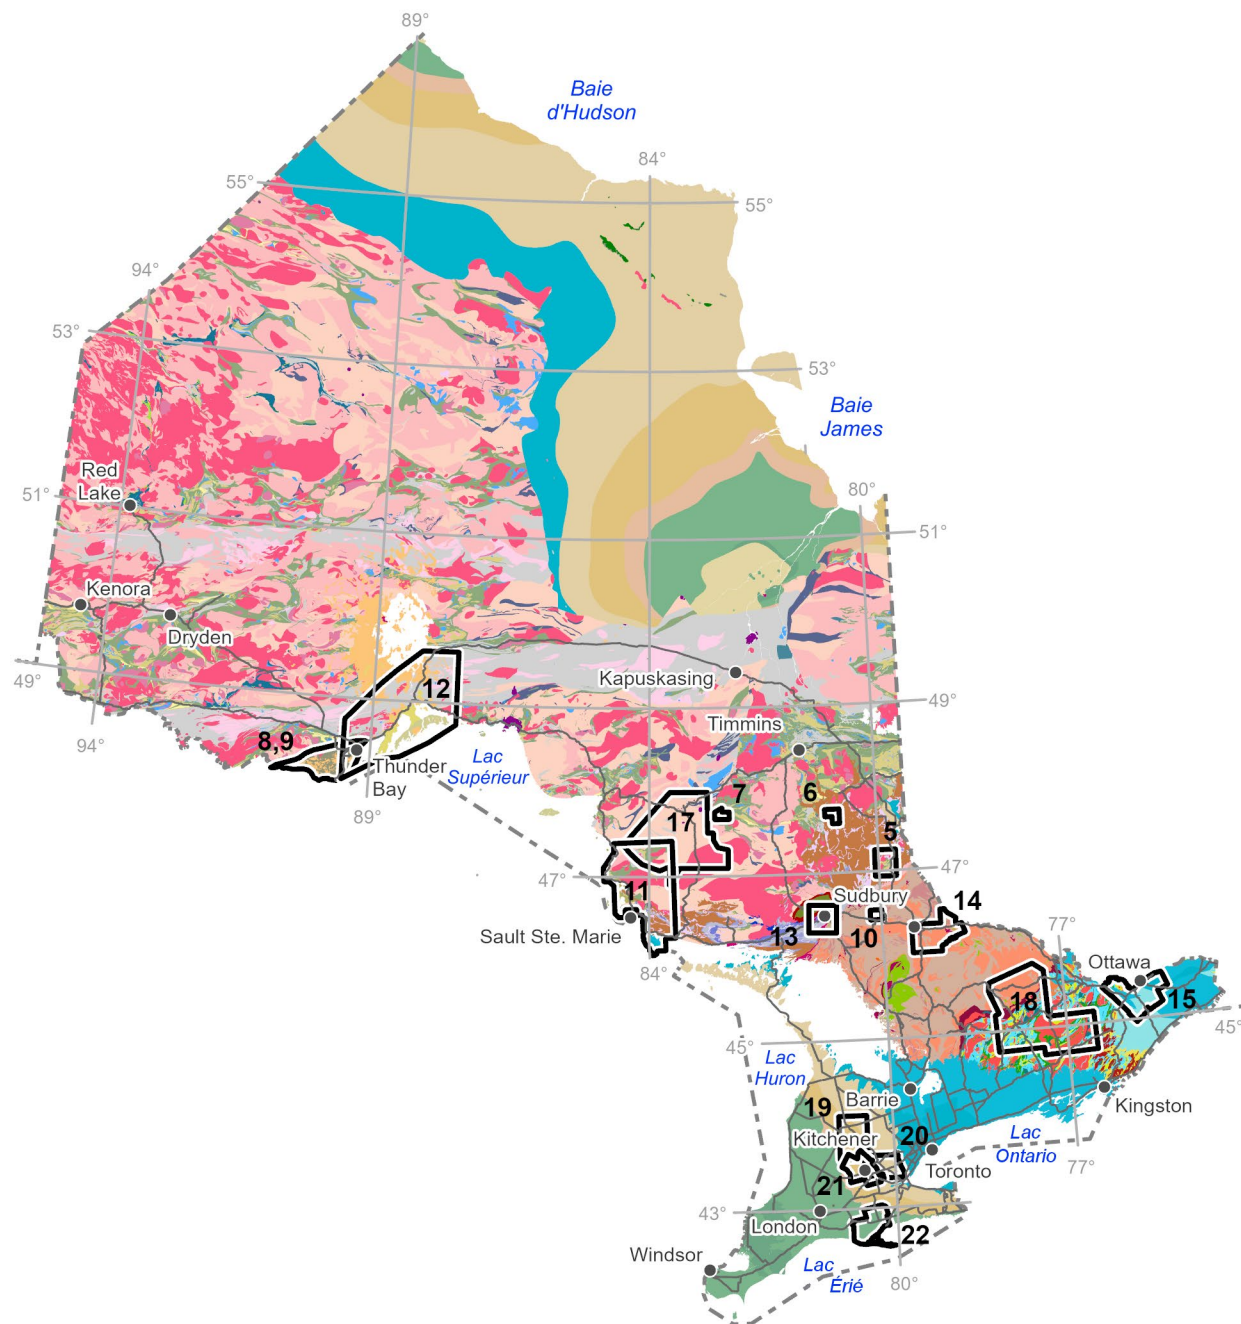 89°
Baie
d'Hudson
84°
55°
55°
94°
53°
53°
Baie
James
Red
Lake
51°
80°
51°
Kenora
Dryden
Kapuskasing
49°
12
49°
Timmins
94°
8,9
Thunder
Bay
Lac
Supérieur
89°
7
6
17
5
47°
47°
11
Sudbury
14
Sault Ste. Marie
13
10
77°
84°
Ottawa
18
15
45°
45°
Lac
Huron
Barrie
Kingston
19
Kitchener
20
Lac
Ontario
Toronto
77°
21
43°
London
22
Windsor
Lac
Érié
80°